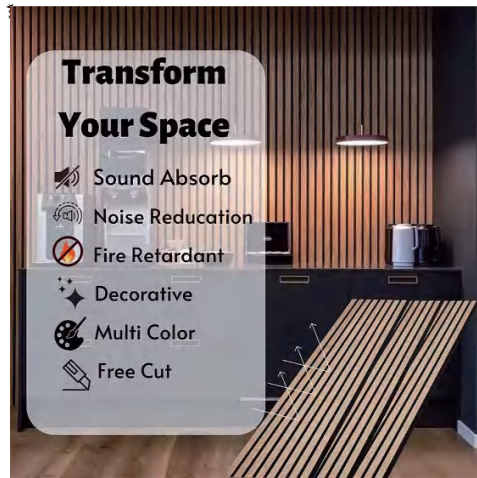 Transform
Your Space
Sound Absorb
Noise Reducation
Fire Retardant
Decorative
Multi Color
Free Cut